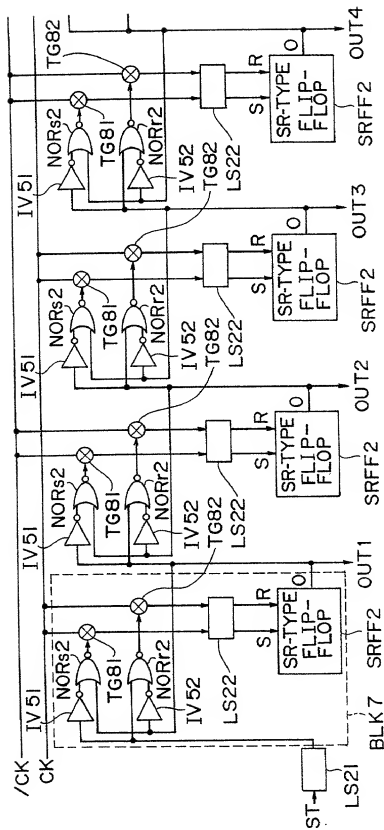 /CK
CK
IV51
NORs2
TG81
NORr2
IV52
TG82
LS22
S R
SR-TYPE
FLIP-
FLOP
O
SRFF2
OUT1
ST
LS21
BLK7
IV51
NORs2
TG81
NORr2
IV52
TG82
LS22
S R
SR-TYPE
FLIP-
FLOP
O
SRFF2
OUT2
IV51
NORs2
TG81
NORr2
IV52
TG82
LS22
S R
SR-TYPE
FLIP-
FLOP
O
SRFF2
OUT3
IV51
NORs2
TG81
NORr2
IV52
TG82
LS22
S R
SR-TYPE
FLIP-
FLOP
O
SRFF2
OUT4